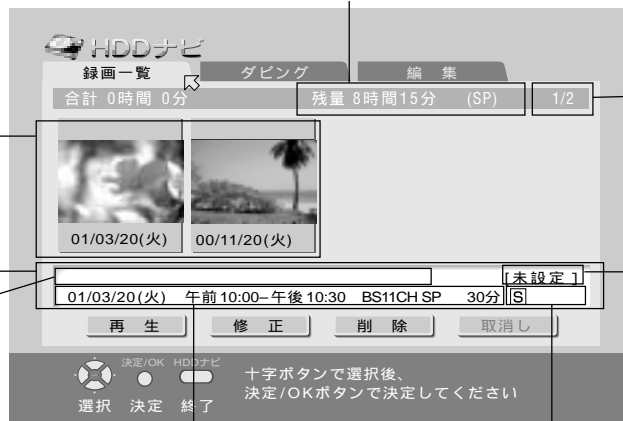 HDDナビ
録画一覧 ダビング 編 集
合計 0時間 0分 残量 8時間15分 (SP) 1/2
01/03/20(火) 00/11/20(火)
[未設定]
01/03/20(火) 午前10:00–午後10:30 BS11CH SP 30分 S
再 生 修 正 削 除 取消し
決定/OK HDDナビ
十字ボタンで選択後、
決定/OKボタンで決定してください
選択 決定 終了